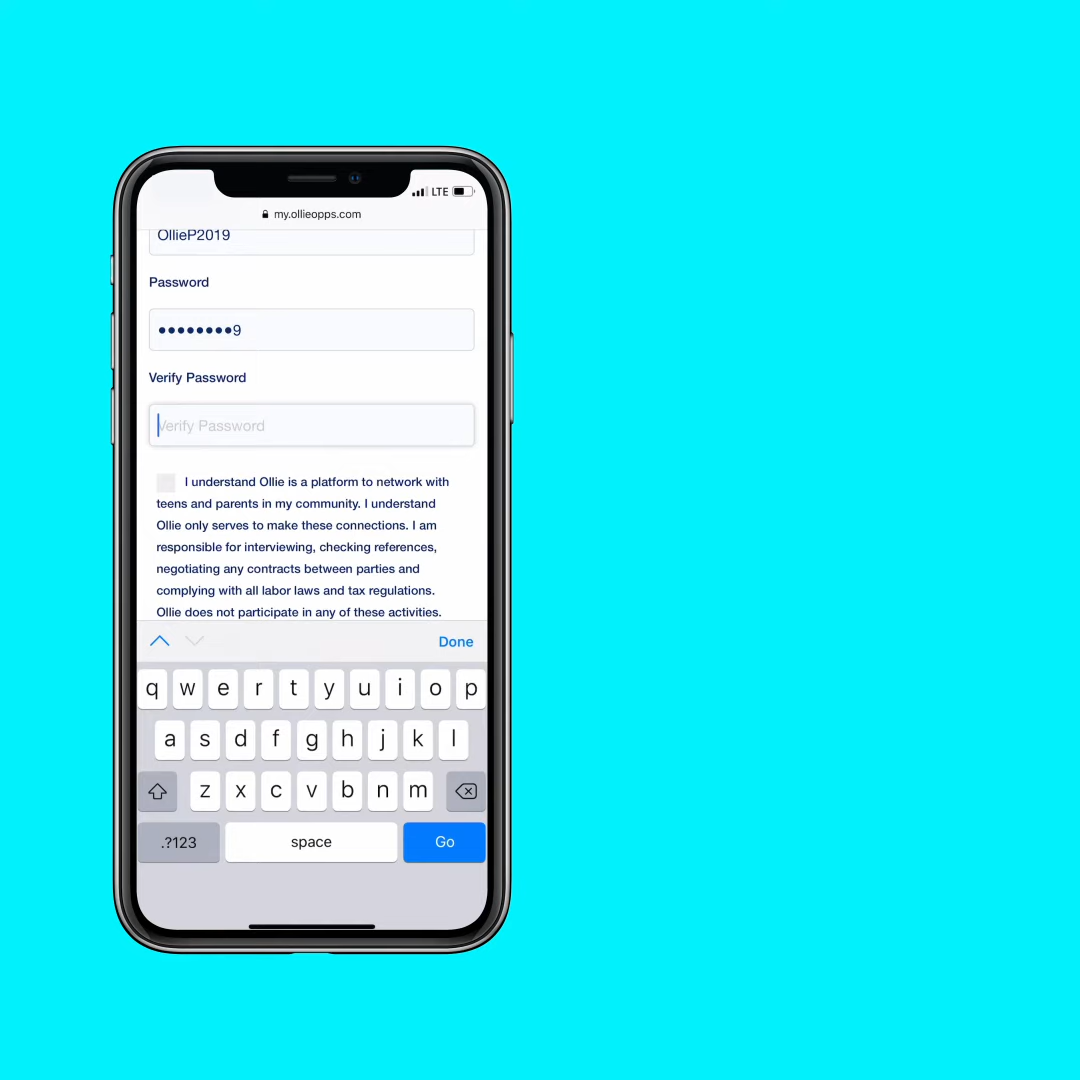 LTE
my.ollieopps.com
OllieP2019
Password
••••••••9
Verify Password
Verify Password
I understand Ollie is a platform to network with
teens and parents in my community. I understand
Ollie only serves to make these connections. I am
responsible for interviewing, checking references,
negotiating any contracts between parties and
complying with all labor laws and tax regulations.
Ollie does not participate in any of these activities.
Done
q w e r t y u i o p
a s d f g h j k l
z x c v b n m
.?123 space Go